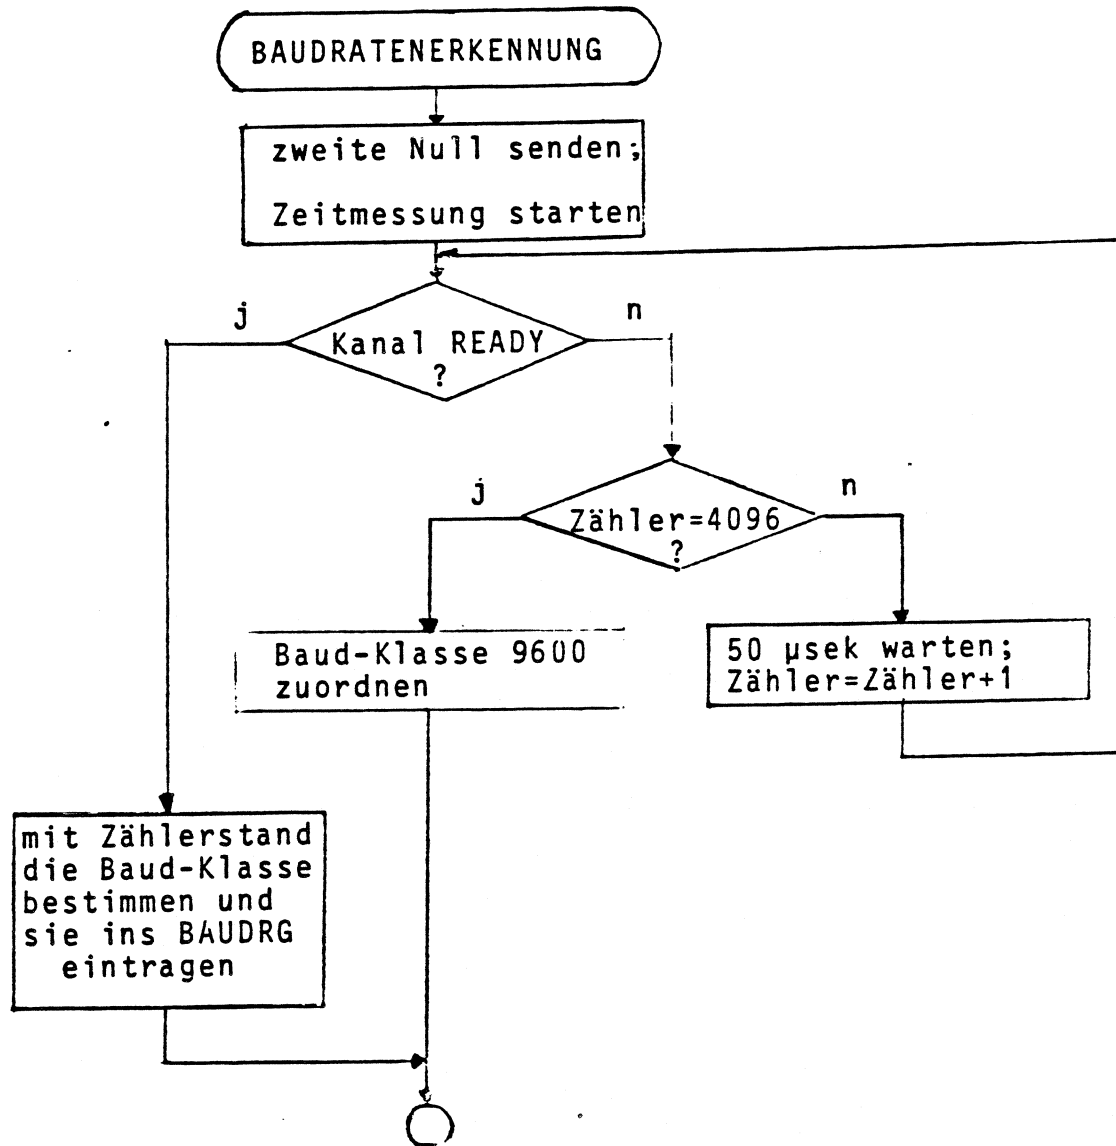 BAUDRATENERKENNUNG
zweite Null senden;
Zeitmessung starten
j
n
Kanal READY
?
j
n
Zähler=4096
?
Baud-Klasse 9600
zuordnen
50 µsek warten;
Zähler=Zähler+1
mit Zählerstand
die Baud-Klasse
bestimmen und
sie ins BAUDRG
eintragen